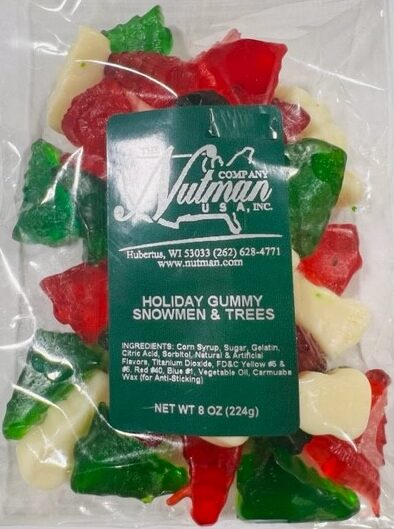 THE
Nutman
COMPANY
USA, INC.
Hubertus, WI 53033 (262) 628-4771
www.nutman.com
HOLIDAY GUMMY
SNOWMEN & TREES
INGREDIENTS: Corn Syrup, Sugar, Gelatin,
Citric Acid, Sorbitol, Natural & Artificial
Flavors, Titanium Dioxide, FD&C Yellow #5 &
#6, Red #40, Blue #1, Vegetable Oil, Carnuaba
Wax (for Anti-Sticking)
NET WT 8 OZ (224g)